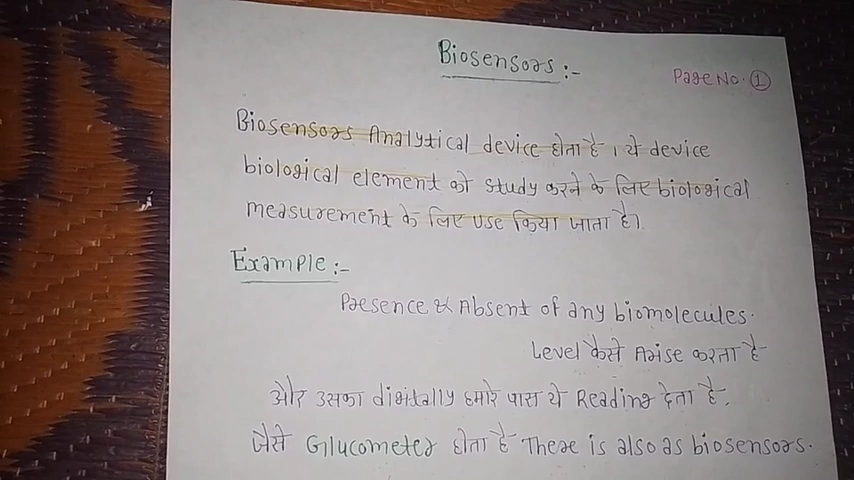 Biosensors :-
Page No. 1
Biosensors Analytical device होता है। ये device
biological element को study करने के लिए biological
measurement के लिए use किया जाता है।
Example :-
Presence & Absent of any biomolecules.
Level कैसे Arise करता है
और उसका digitally हमारे पास ये Reading देता है.
जैसे Glucometer होता है There is also as biosensors.